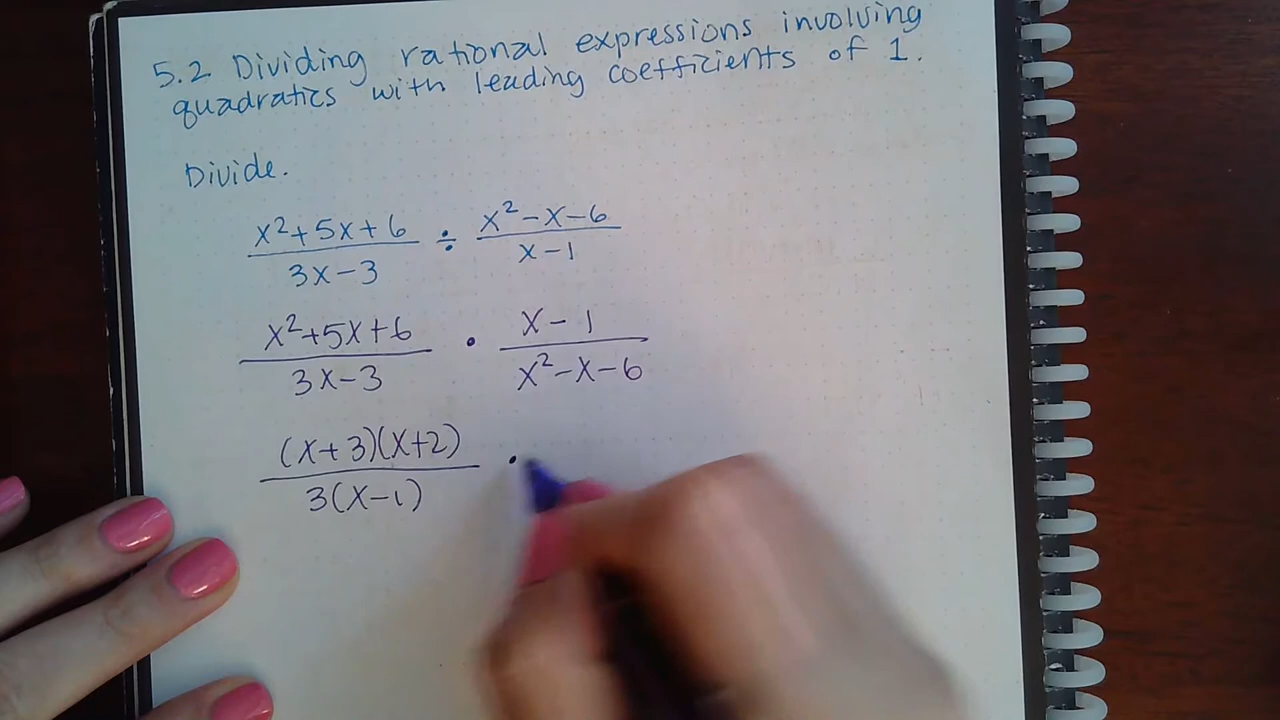 5.2 Dividing rational expressions involving
quadratics with leading coefficients of 1.
Divide.
x²+5x+6 / 3x-3 ÷ x²-x-6 / x-1
x²+5x+6 / 3x-3 · x-1 / x²-x-6
(x+3)(x+2) / 3(x-1) ·